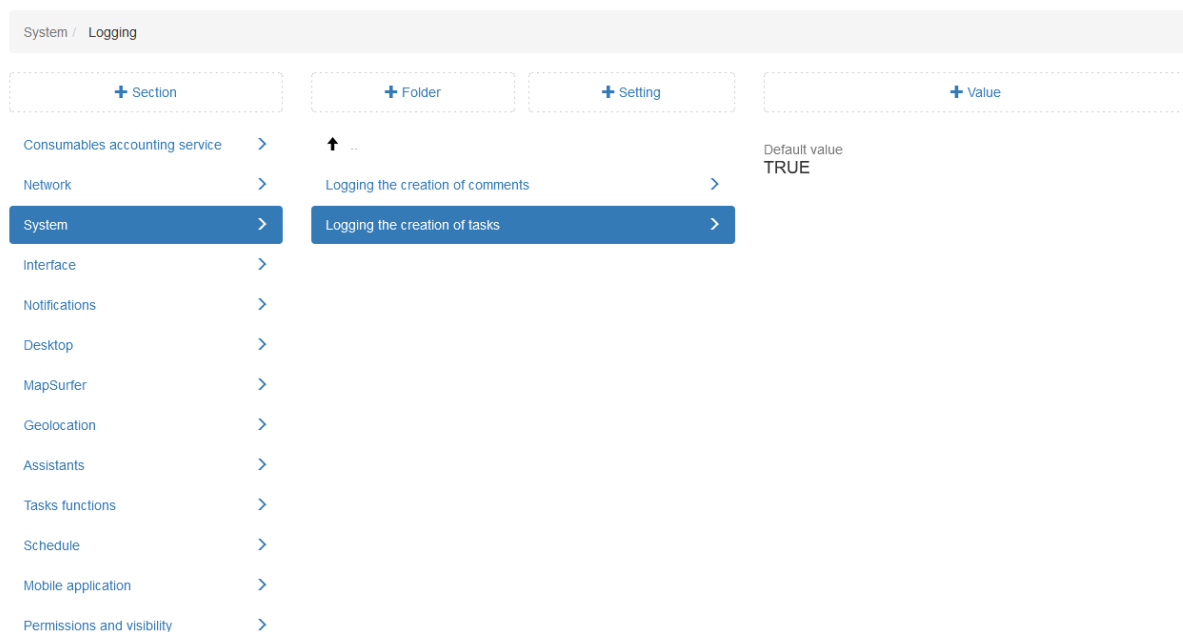 System / Logging
+ Section
+ Folder
+ Setting
+ Value
Consumables accounting service
Network
System
Interface
Notifications
Desktop
MapSurfer
Geolocation
Assistants
Tasks functions
Schedule
Mobile application
Permissions and visibility
..
Logging the creation of comments
Logging the creation of tasks
Default value
TRUE